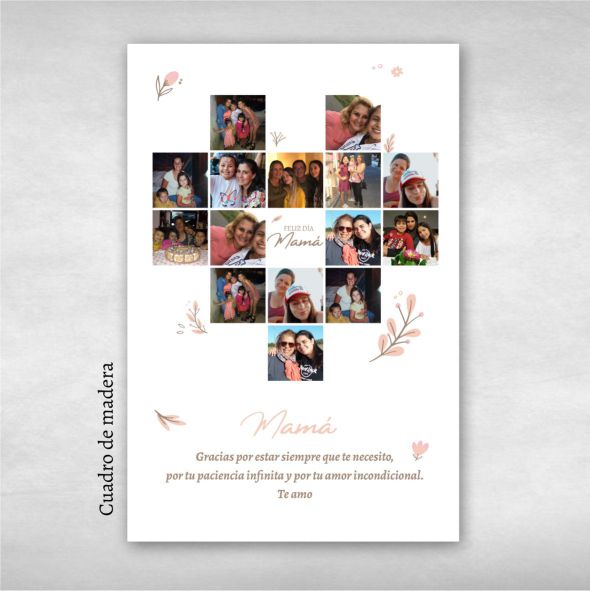 Cuadro de madera
FELIZ DÍA
Mamá
Mamá
Gracias por estar siempre que te necesito,
por tu paciencia infinita y por tu amor incondicional.
Te amo